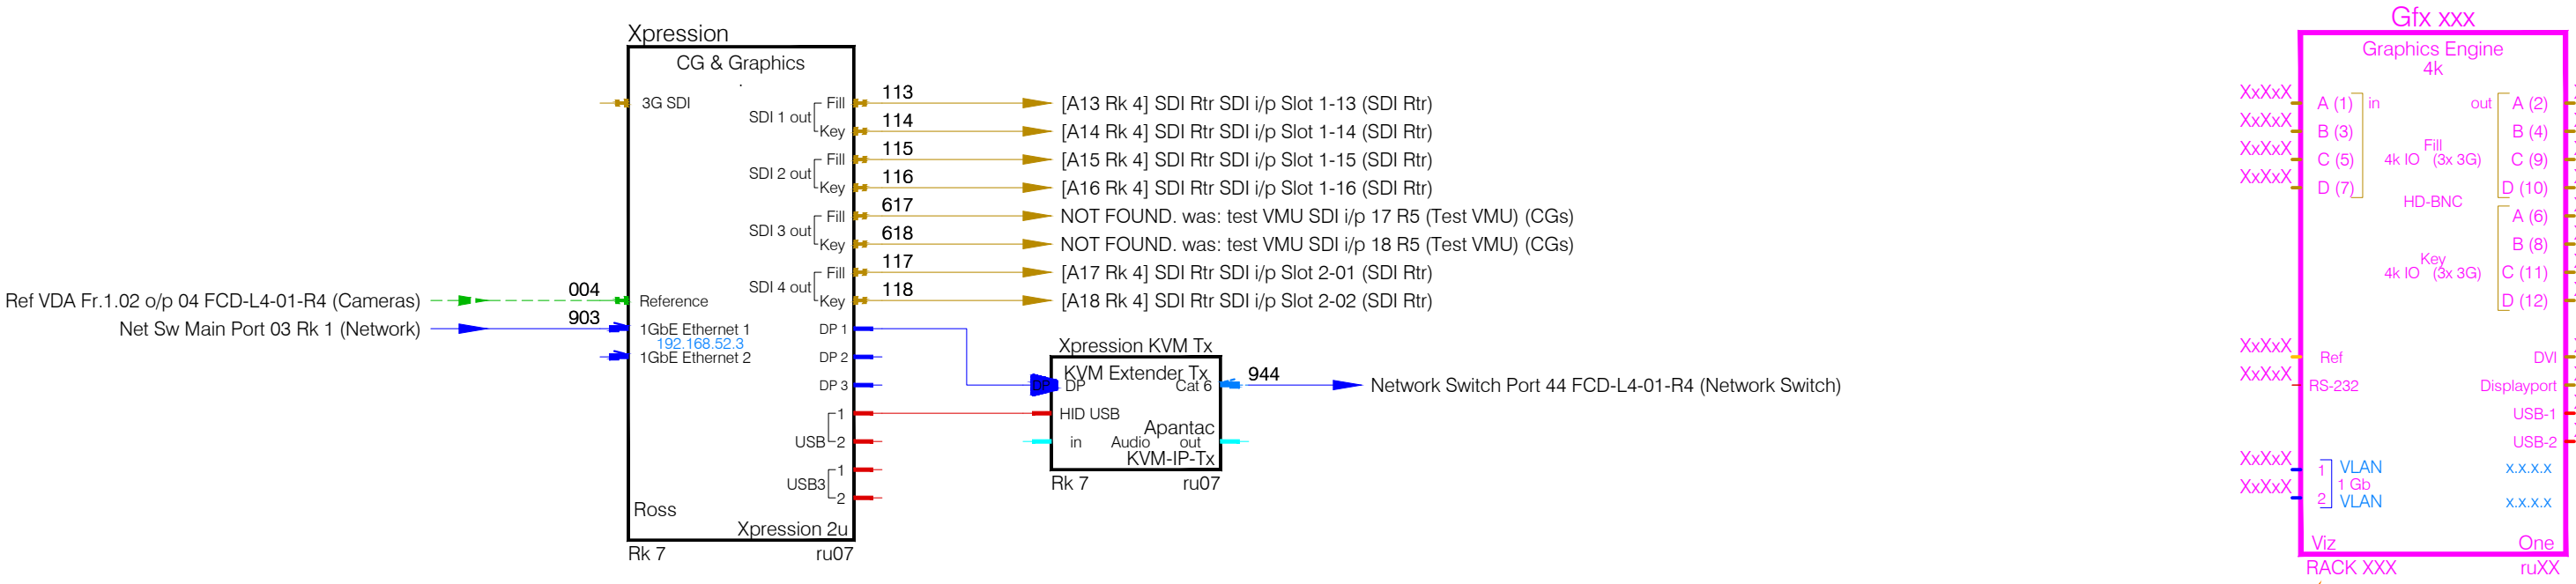 Xpression
CG & Graphics
3G SDI
Fill 113 [A13 Rk 4] SDI Rtr SDI i/p Slot 1-13 (SDI Rtr)
SDI 1 out
Key 114 [A14 Rk 4] SDI Rtr SDI i/p Slot 1-14 (SDI Rtr)
Fill 115 [A15 Rk 4] SDI Rtr SDI i/p Slot 1-15 (SDI Rtr)
SDI 2 out
Key 116 [A16 Rk 4] SDI Rtr SDI i/p Slot 1-16 (SDI Rtr)
Fill 617 NOT FOUND. was: test VMU SDI i/p 17 R5 (Test VMU) (CGs)
SDI 3 out
Key 618 NOT FOUND. was: test VMU SDI i/p 18 R5 (Test VMU) (CGs)
Fill 117 [A17 Rk 4] SDI Rtr SDI i/p Slot 2-01 (SDI Rtr)
SDI 4 out
Key 118 [A18 Rk 4] SDI Rtr SDI i/p Slot 2-02 (SDI Rtr)
Ref VDA Fr.1.02 o/p 04 FCD-L4-01-R4 (Cameras) 004 Reference
Net Sw Main Port 03 Rk 1 (Network) 903 1GbE Ethernet 1
192.168.52.3
1GbE Ethernet 2
DP 1
DP 2
DP 3
1
USB 2
1
USB3
2
Ross
Xpression 2u
Rk 7 ru07
Xpression KVM Tx
KVM Extender Tx
DP DP Cat 6 944 Network Switch Port 44 FCD-L4-01-R4 (Network Switch)
HID USB
Apantac
in Audio out
KVM-IP-Tx
Rk 7 ru07
Gfx xxx
Graphics Engine
4k
XxXxX A (1) in out A (2)
XxXxX B (3) B (4)
Fill
XxXxX C (5) 4k IO (3x 3G) C (9)
XxXxX D (7) D (10)
HD-BNC
A (6)
B (8)
Key
4k IO (3x 3G) C (11)
D (12)
XxXxX Ref DVI
XxXxX RS-232 Displayport
USB-1
USB-2
XxXxX 1 VLAN x.x.x.x
1 Gb
XxXxX 2 VLAN x.x.x.x
Viz One
RACK XXX ruXX